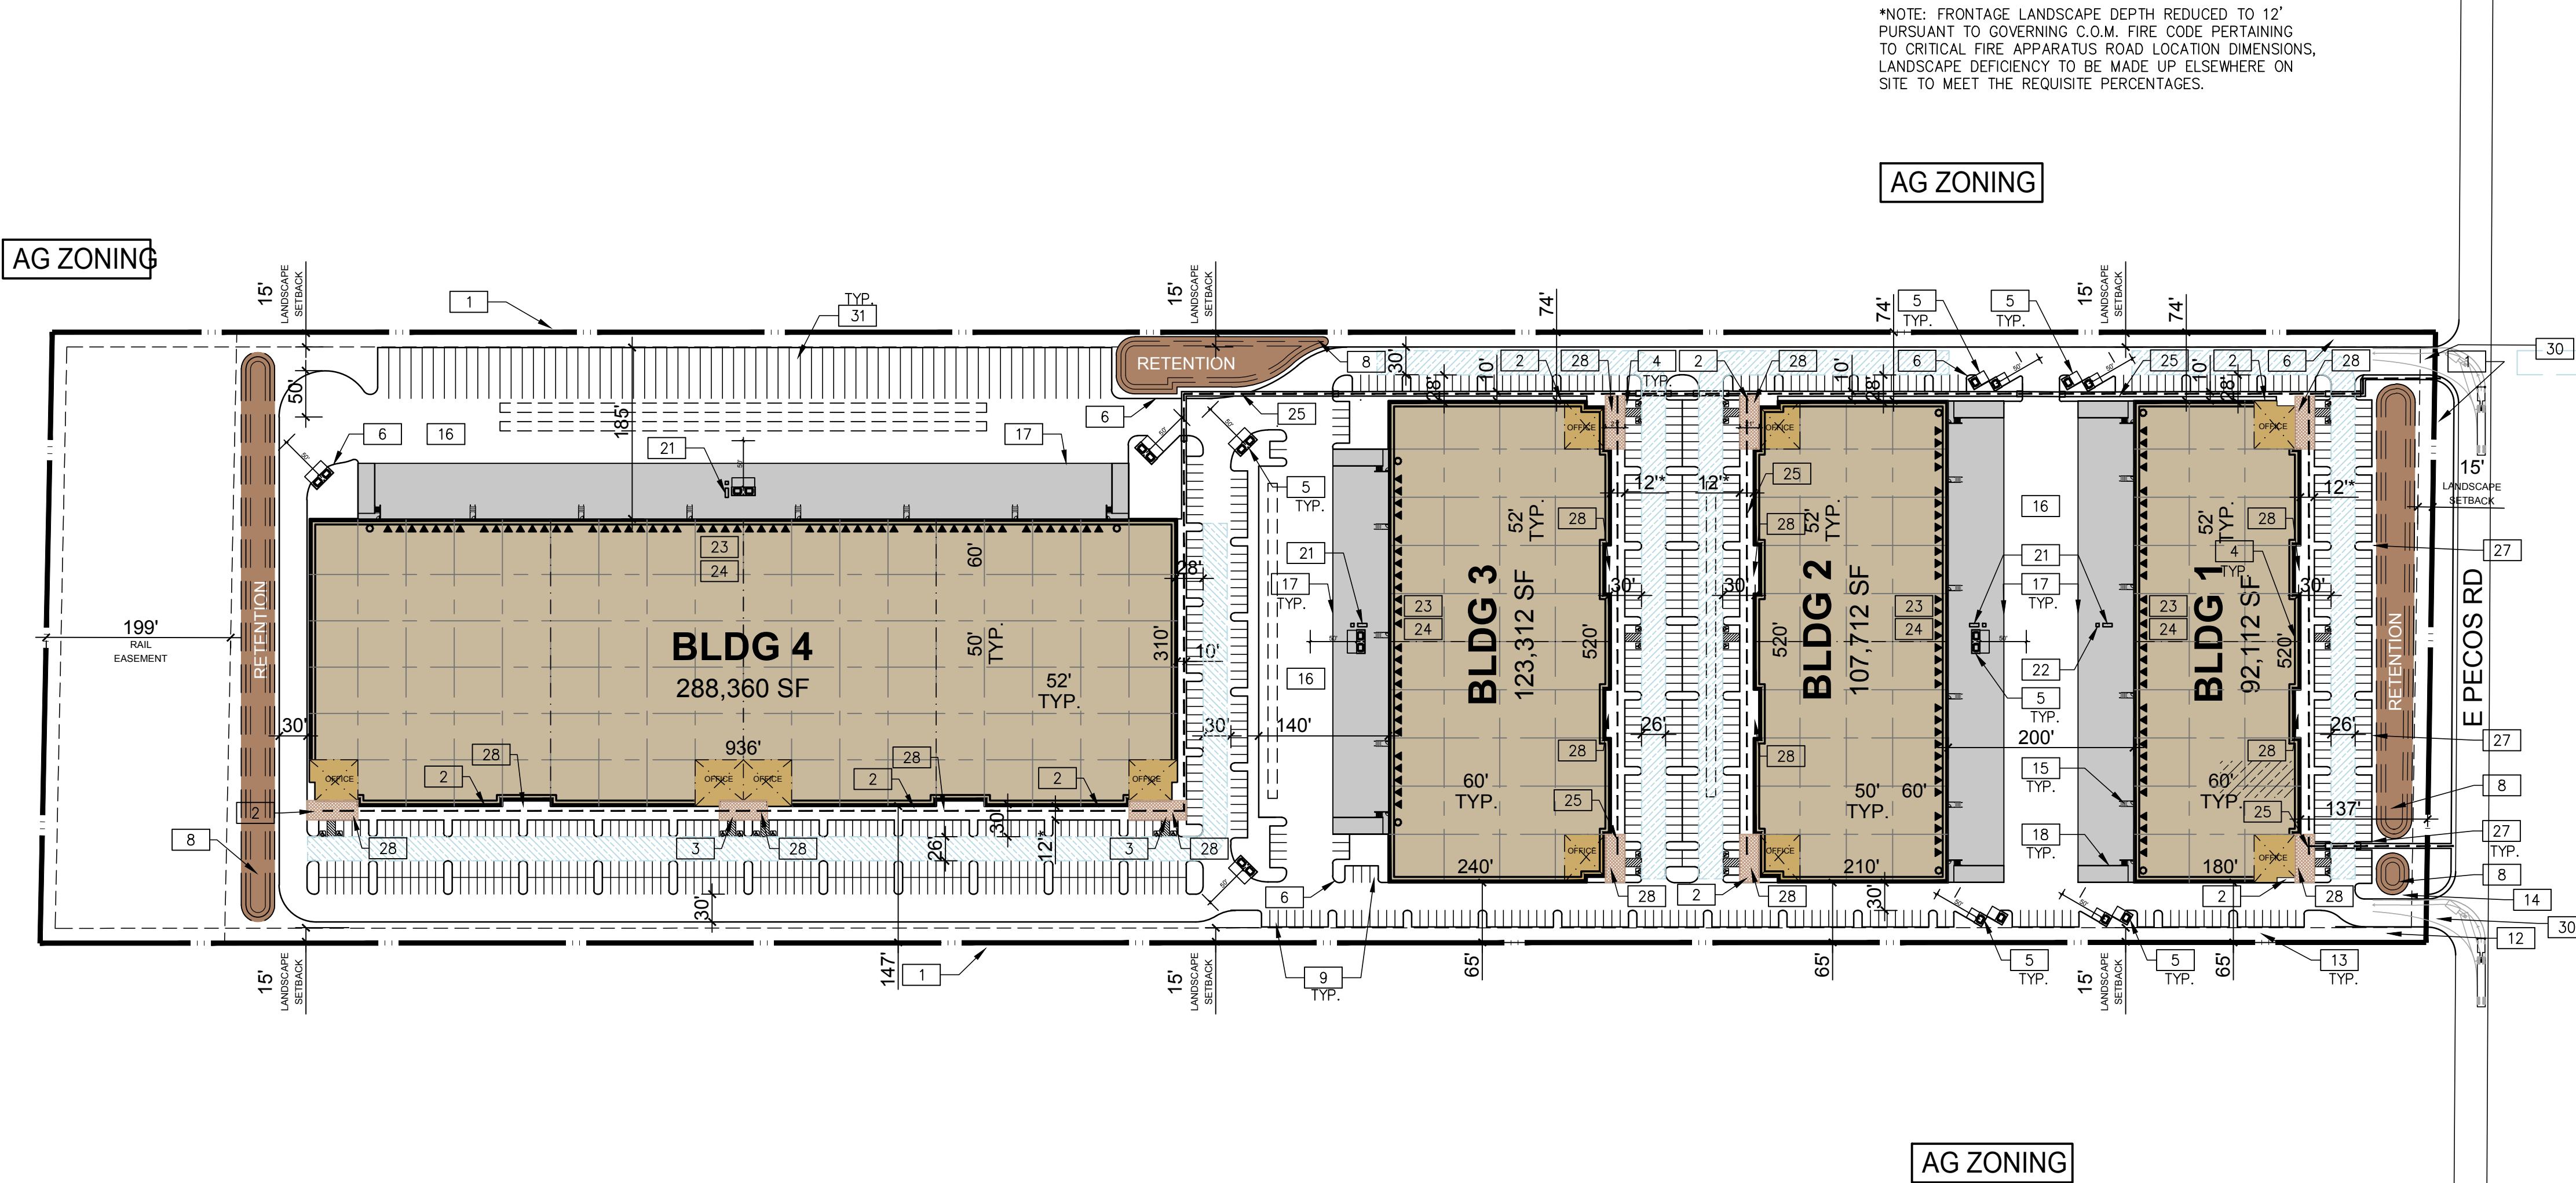 *NOTE: FRONTAGE LANDSCAPE DEPTH REDUCED TO 12'
PURSUANT TO GOVERNING C.O.M. FIRE CODE PERTAINING
TO CRITICAL FIRE APPARATUS ROAD LOCATION DIMENSIONS,
LANDSCAPE DEFICIENCY TO BE MADE UP ELSEWHERE ON
SITE TO MEET THE REQUISITE PERCENTAGES.
AG ZONING
AG ZONING
15'
LANDSCAPE
SETBACK
1
TYP.
31
15'
LANDSCAPE
SETBACK
74'
74'
5
TYP.
5
TYP.
15'
LANDSCAPE
SETBACK
74'
RETENTION
8
30'
28'
10'
2
28
4
TYP.
2
28
10'
28'
6
25
10'
28'
2
6
28
1
30
50'
185'
6
16
21
17
6
25
5
TYP.
OFFICE
OFFICE
OFFICE
12'*
12'*
25
12'*
15'
LANDSCAPE
SETBACK
23
24
60'
28'
21
17
TYP.
52'
TYP.
28
28
52'
TYP.
16
21
17
TYP.
52'
TYP.
28
4
TYP.
27
199'
RAIL
EASEMENT
RETENTION
BLDG 4
288,360 SF
50'
TYP.
52'
TYP.
310'
10'
16
23
24
BLDG 3
123,312 SF
520'
30'
30'
520'
BLDG 2
107,712 SF
23
24
22
5
TYP.
23
24
BLDG 1
92,112 SF
520'
30'
RETENTION
E PECOS RD
30'
936'
30'
140'
26'
28
28
200'
26'
28
27
OFFICE
OFFICE
OFFICE
OFFICE
2
28
2
28
2
60'
TYP.
25
50'
TYP.
60'
15
TYP.
60'
TYP.
25
137'
8
2
8
28
3
28
3
28
26'
30'
12'*
18
TYP.
27
TYP.
OFFICE
OFFICE
OFFICE
240'
210'
180'
6
28
2
28
30'
2
28
8
14
30'
30
12
15'
LANDSCAPE
SETBACK
147'
1
15'
LANDSCAPE
SETBACK
9
TYP.
65'
65'
5
TYP.
15'
LANDSCAPE
SETBACK
5
TYP.
65'
13
TYP.
AG ZONING